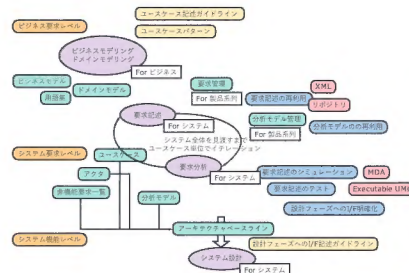 ビジネス要求レベル
ユースケース記述ガイドライン
ユースケースパターン
ビジネスモデリング
ドメインモデリング
For ビジネス
ビジネスモデル
ドメインモデル
用語集
要求管理
For 製品系列
XML
要求記述の再利用
リポジトリ
要求記述
For システム
分析モデル管理
For 製品系列
分析モデルのの再利用
システム全体を見渡すまで
ユースケース単位でイテレーション
システム要求レベル
ユースケース
要求分析
For システム
アクタ
要求記述のシミュレーション
MDA
非機能要求一覧
分析モデル
要求記述のテスト
Executable UML
設計フェーズへのI/F明確化
アーキテクチャベースライン
システム機能レベル
設計フェーズへのI/F記述ガイドライン
システム設計
For システム